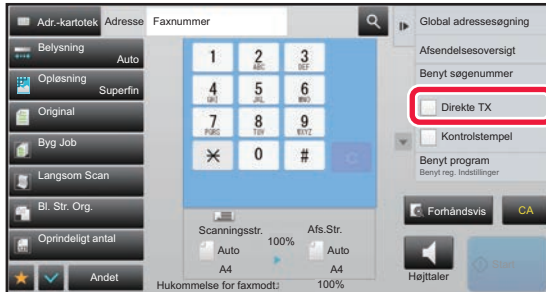 Adr.-kartotek
Adresse
Faxnummer
Belysning
Auto
Opløsning
Superfin
Original
Byg Job
Langsom Scan
Bl. Str. Org.
Oprindeligt antal
Andet
1
2
ABC
3
DEF
4
GHI
5
JKL
6
MNO
7
PQRS
8
TUV
9
WXYZ
0
#
C
Scanningsstr.
100%
Afs.Str.
Auto
Auto
A4
A4
Hukommelse for faxmodt.:
100%
Global adressesøgning
Afsendelsesoversigt
Benyt søgenummer
Direkte TX
Kontrolstempel
Benyt program
Benyt reg. Indstillinger
Forhåndsvis
CA
Højttaler
Start